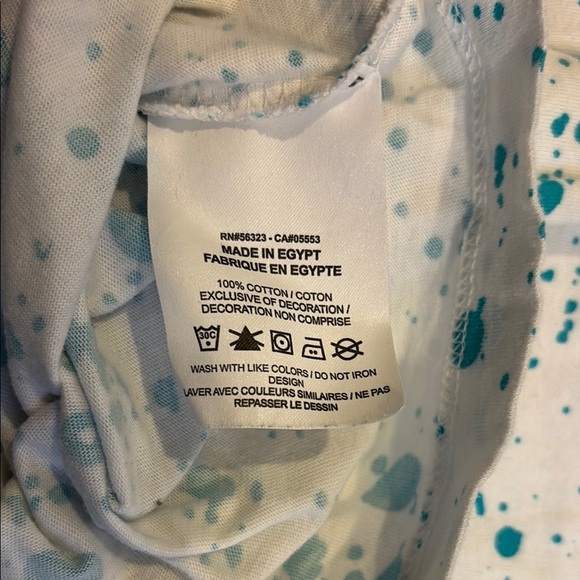 RN#56323 - CA#05553
MADE IN EGYPT
FABRIQUE EN EGYPTE
100% COTTON / COTON
EXCLUSIVE OF DECORATION /
DECORATION NON COMPRISE
30C
WASH WITH LIKE COLORS / DO NOT IRON
DESIGN
LAVER AVEC COULEURS SIMILAIRES / NE PAS
REPASSER LE DESSIN